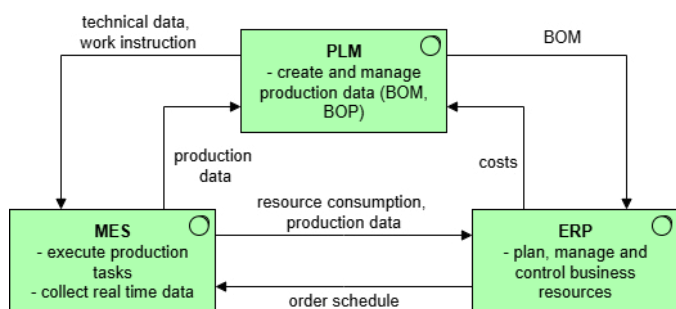 technical data,
work instruction
PLM
- create and manage
production data (BOM,
BOP)
BOM
production
data
costs
MES
- execute production
tasks
- collect real time data
resource consumption,
production data
order schedule
ERP
- plan, manage and
control business
resources